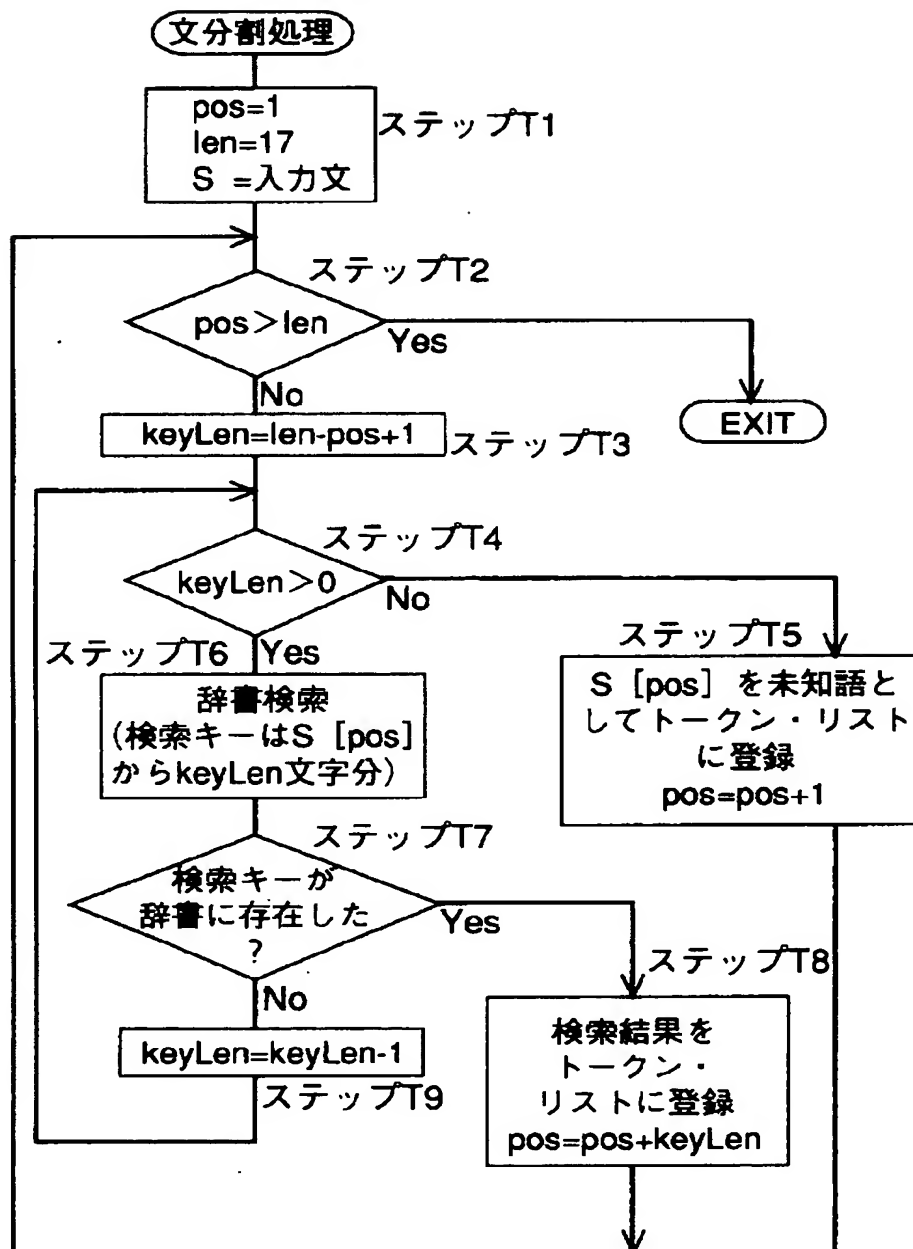 文分割処理
pos=1
len=17
S =入力文
ステップT1
ステップT2
pos>len
Yes
No
EXIT
keyLen=len-pos+1
ステップT3
ステップT4
keyLen>0
No
ステップT6
Yes
ステップT5
辞書検索
(検索キーはS [pos]
からkeyLen文字分)
S [pos] を未知語と
してトークン・リスト
に登録
pos=pos+1
ステップT7
検索キーが
辞書に存在した
?
Yes
No
ステップT8
keyLen=keyLen-1
ステップT9
検索結果を
トークン・
リストに登録
pos=pos+keyLen